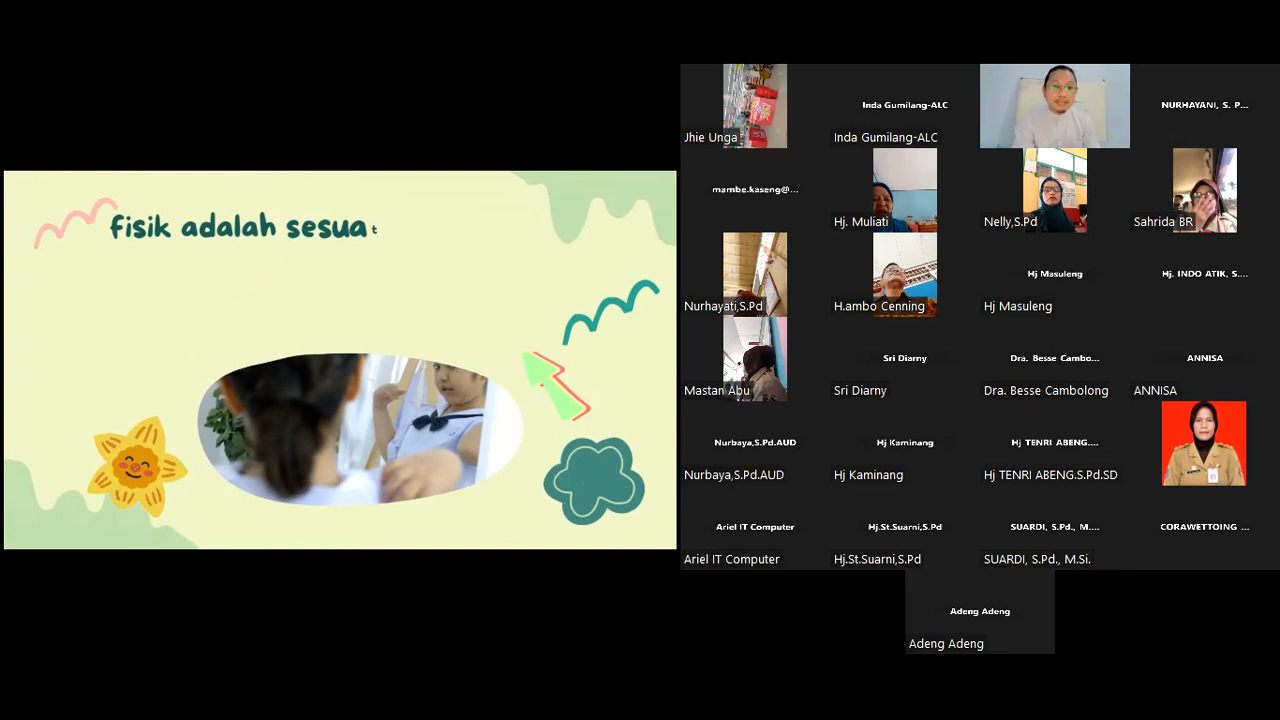 fisik adalah sesuat
Jhie Unga
Inda Gumilang-ALC
Inda Gumilang-ALC
NURHAYANI, S. P...
mambe.kaseng@...
Hj. Muliati
Nelly,S.Pd
Sahrida BR
Nurhayati,S.Pd
H.ambo Cenning
Hj Masuleng
Hj Masuleng
Hj. INDO ATIK, S....
Mastan Abu
Sri Diarny
Sri Diarny
Dra. Besse Cambo...
Dra. Besse Cambolong
ANNISA
ANNISA
Nurbaya,S.Pd.AUD
Nurbaya,S.Pd.AUD
Hj Kaminang
Hj Kaminang
Hj TENRI ABENG....
Hj TENRI ABENG.S.Pd.SD
Ariel IT Computer
Ariel IT Computer
Hj.St.Suarni,S.Pd
Hj.St.Suarni,S.Pd
SUARDI, S.Pd., M....
SUARDI, S.Pd., M.Si.
CORAWETTOING ...
Adeng Adeng
Adeng Adeng